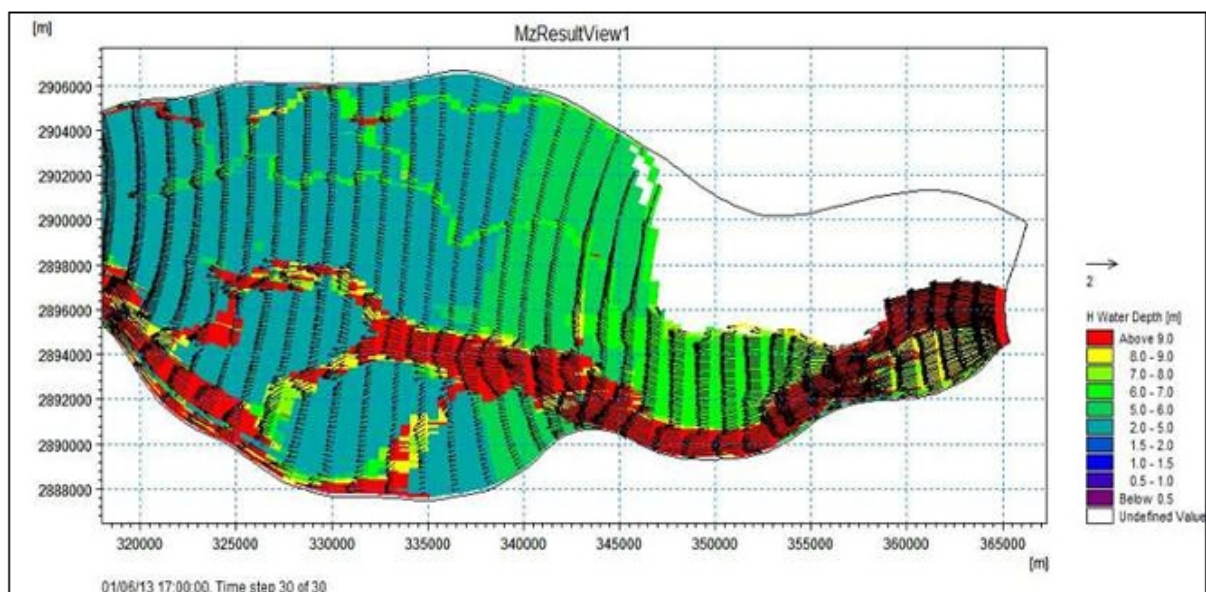 MzResultView1
[m]
2906000
2904000
2902000
2900000
2898000
2896000
2894000
2892000
2890000
2888000
320000 325000 330000 335000 340000 345000 350000 355000 360000 365000
[m]
01/06/13 17:00:00, Time step 30 of 30
2
H Water Depth [m]
Above 9.0
8.0 - 9.0
7.0 - 8.0
6.0 - 7.0
5.0 - 6.0
2.0 - 5.0
1.5 - 2.0
1.0 - 1.5
0.5 - 1.0
Below 0.5
Undefined Value